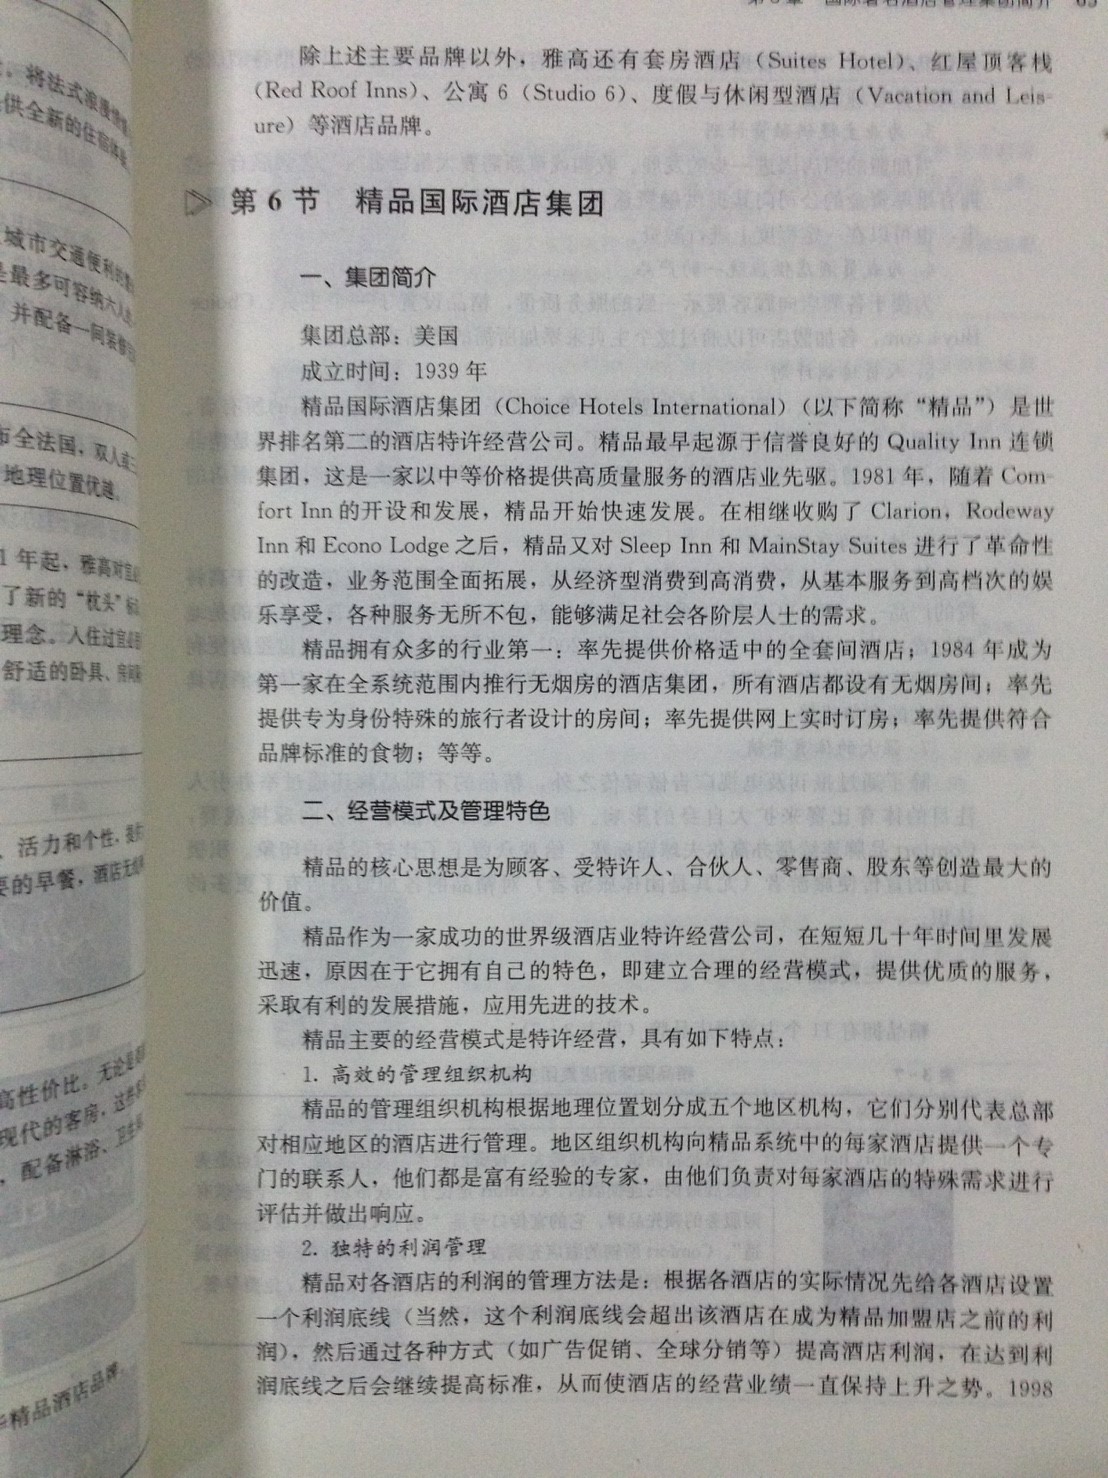 除上述主要品牌以外，雅高还有套房酒店（Suites Hotel）、红屋顶客栈
（Red Roof Inns）、公寓 6（Studio 6）、度假与休闲型酒店（Vacation and Leis-
ure）等酒店品牌。
第 6 节　精品国际酒店集团
一、集团简介
集团总部：美国
成立时间：1939 年
精品国际酒店集团（Choice Hotels International）（以下简称“精品”）是世
界排名第二的酒店特许经营公司。精品最早起源于信誉良好的 Quality Inn 连锁
集团，这是一家以中等价格提供高质量服务的酒店业先驱。1981 年，随着 Com-
fort Inn 的开设和发展，精品开始快速发展。在相继收购了 Clarion，Rodeway
Inn 和 Econo Lodge 之后，精品又对 Sleep Inn 和 MainStay Suites 进行了革命性
的改造，业务范围全面拓展，从经济型消费到高消费，从基本服务到高档次的娱
乐享受，各种服务无所不包，能够满足社会各阶层人士的需求。
精品拥有众多的行业第一：率先提供价格适中的全套间酒店；1984 年成为
第一家在全系统范围内推行无烟房的酒店集团，所有酒店都设有无烟房间；率先
提供专为身份特殊的旅行者设计的房间；率先提供网上实时订房；率先提供符合
品牌标准的食物；等等。
二、经营模式及管理特色
精品的核心思想是为顾客、受特许人、合伙人、零售商、股东等创造最大的
价值。
精品作为一家成功的世界级酒店业特许经营公司，在短短几十年时间里发展
迅速，原因在于它拥有自己的特色，即建立合理的经营模式，提供优质的服务，
采取有利的发展措施，应用先进的技术。
精品主要的经营模式是特许经营，具有如下特点：
1. 高效的管理组织机构
精品的管理组织机构根据地理位置划分成五个地区机构，它们分别代表总部
对相应地区的酒店进行管理。地区组织机构向精品系统中的每家酒店提供一个专
门的联系人，他们都是富有经验的专家，由他们负责对每家酒店的特殊需求进行
评估并做出响应。
2. 独特的利润管理
精品对各酒店的利润的管理方法是：根据各酒店的实际情况先给各酒店设置
一个利润底线（当然，这个利润底线会超出该酒店在成为精品加盟店之前的利
润），然后通过各种方式（如广告促销、全球分销等）提高酒店利润，在达到利
润底线之后会继续提高标准，从而使酒店的经营业绩一直保持上升之势。1998